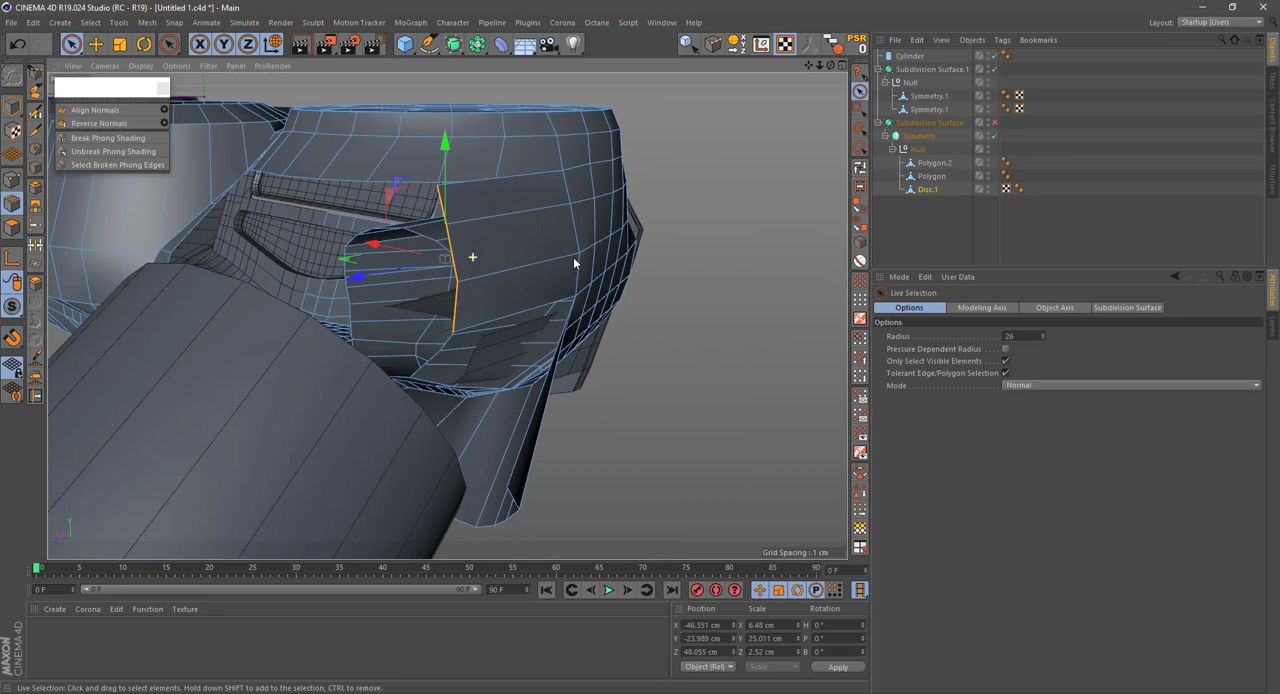 CINEMA 4D R19.024 Studio (RC - R19) - [Untitled 1.c4d *] - Main
File Edit Create Select Tools Mesh Snap Animate Simulate Render Sculpt Motion Tracker MoGraph Character Pipeline Plugins Corona Octane Script Window Help
Layout: Startup (User)
X Y Z PSR
0
View Cameras Display Options Filter Panel ProRender
Align Normals
Reverse Normals
Break Phong Shading
Unbreak Phong Shading
Select Broken Phong Edges
Y
Grid Spacing : 1 cm
File Edit View Objects Tags Bookmarks
Cylinder
Subdivision Surface.1
Null
Symmetry.1
Symmetry.1
Subdivision Surface
Symmetry
Null
Polygon.2
Polygon
Disc.1
Objects
Takes
Content Browser
Structure
Mode Edit User Data
Live Selection
Options Modeling Axis Object Axis Subdivision Surface
Options
Radius 26
Pressure Dependent Radius
Only Select Visible Elements
Tolerant Edge/Polygon Selection
Mode Normal
Attributes
Layers
0 5 10 15 20 25 30 35 40 45 50 55 60 65 70 75 80 85 90 0 F
0 F 0 F 90 F 90 F
Create Corona Edit Function Texture
Position Scale Rotation
X -46.351 cm X 6.48 cm H 0 °
Y -23.989 cm Y 25.011 cm P 0 °
Z 48.055 cm Z 2.52 cm B 0 °
Object (Rel) Scale Apply
MAXON
CINEMA 4D
Live Selection: Click and drag to select elements. Hold down SHIFT to add to the selection, CTRL to remove.